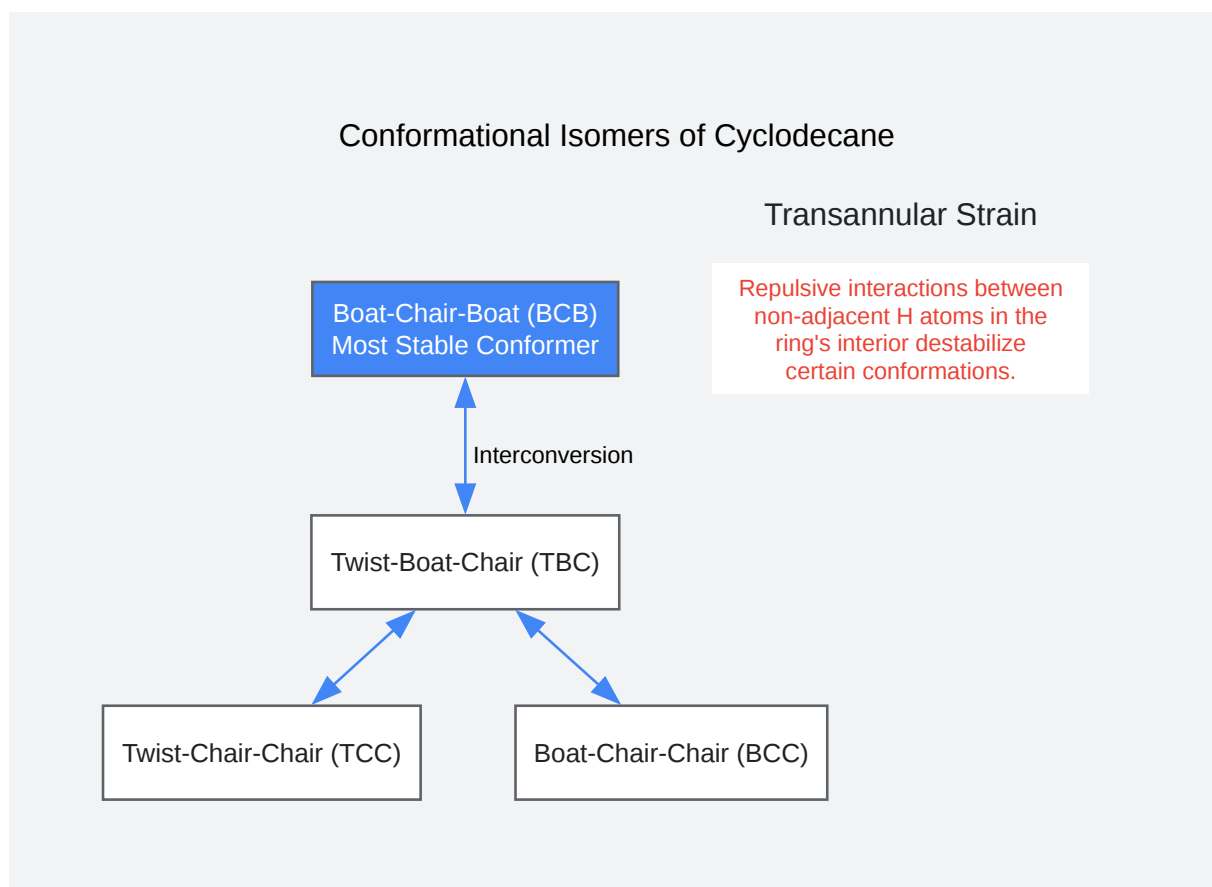 Conformational Isomers of Cyclodecane
Transannular Strain
Repulsive interactions between
non-adjacent H atoms in the
ring's interior destabilize
certain conformations.
Boat-Chair-Boat (BCB)
Most Stable Conformer
Interconversion
Twist-Boat-Chair (TBC)
Twist-Chair-Chair (TCC)
Boat-Chair-Chair (BCC)